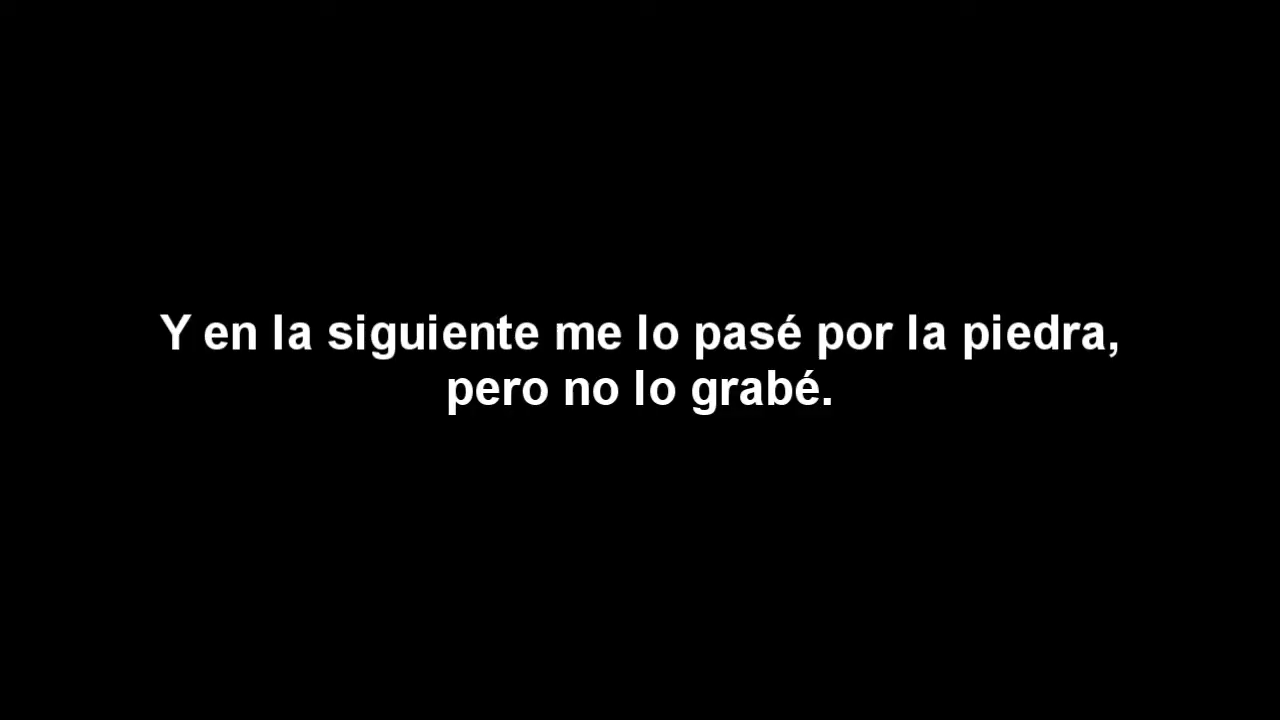 Y en la siguiente me lo pasé por la piedra,
pero no lo grabé.